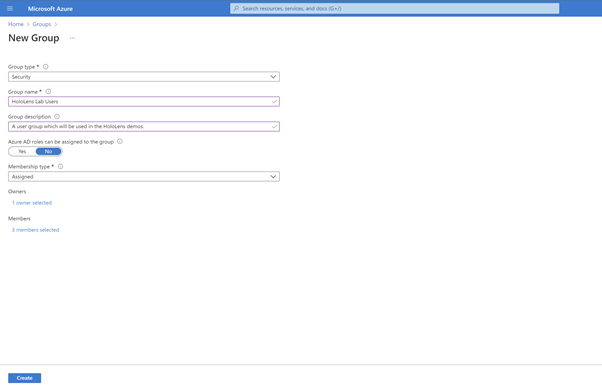 Microsoft Azure
Search resources, services, and docs (G+/)
Home > Groups >
New Group ...
Group type *
Security
Group name *
HoloLens Lab Users
Group description
A user group which will be used in the HoloLens demos.
Azure AD roles can be assigned to the group
Yes No
Membership type *
Assigned
Owners
1 owner selected
Members
3 members selected
Create